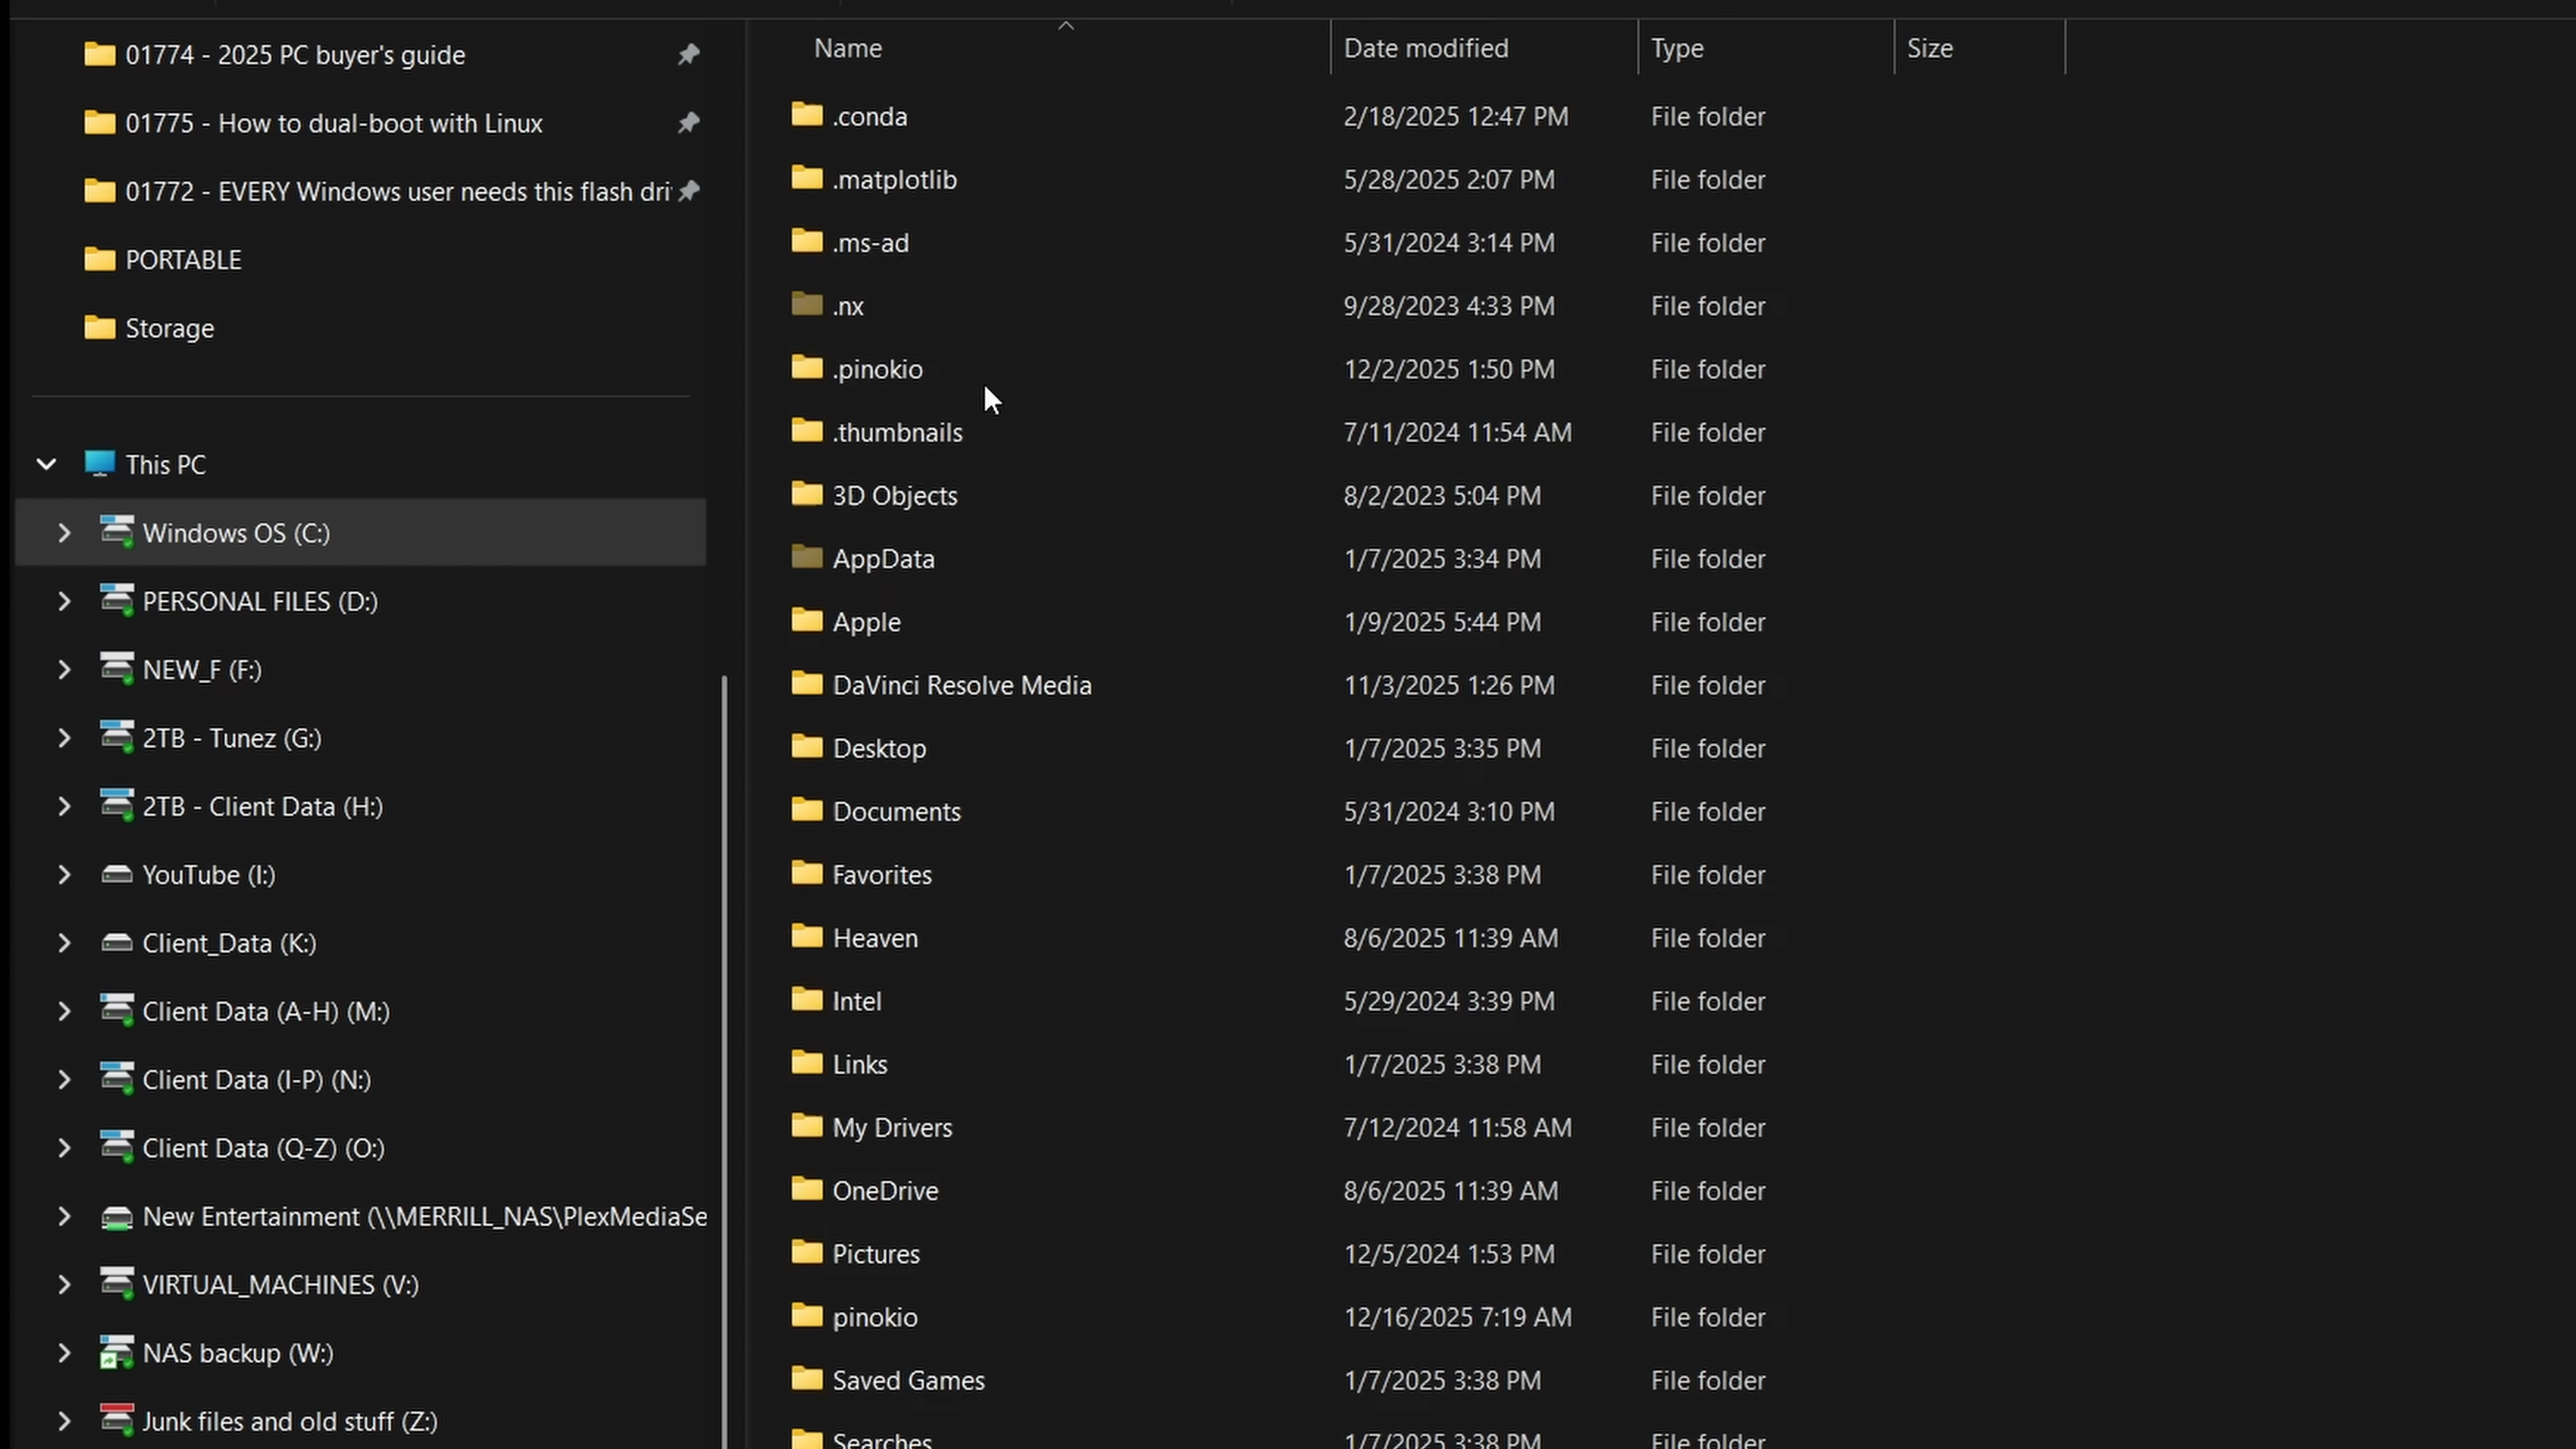 01774 - 2025 PC buyer's guide
01775 - How to dual-boot with Linux
01772 - EVERY Windows user needs this flash dri
PORTABLE
Storage
This PC
Windows OS (C:)
PERSONAL FILES (D:)
NEW_F (F:)
2TB - Tunez (G:)
2TB - Client Data (H:)
YouTube (I:)
Client_Data (K:)
Client Data (A-H) (M:)
Client Data (I-P) (N:)
Client Data (Q-Z) (O:)
New Entertainment (\\MERRILL_NAS\PlexMediaSe
VIRTUAL_MACHINES (V:)
NAS backup (W:)
Junk files and old stuff (Z:)
Name Date modified Type Size
.conda 2/18/2025 12:47 PM File folder
.matplotlib 5/28/2025 2:07 PM File folder
.ms-ad 5/31/2024 3:14 PM File folder
.nx 9/28/2023 4:33 PM File folder
.pinokio 12/2/2025 1:50 PM File folder
.thumbnails 7/11/2024 11:54 AM File folder
3D Objects 8/2/2023 5:04 PM File folder
AppData 1/7/2025 3:34 PM File folder
Apple 1/9/2025 5:44 PM File folder
DaVinci Resolve Media 11/3/2025 1:26 PM File folder
Desktop 1/7/2025 3:35 PM File folder
Documents 5/31/2024 3:10 PM File folder
Favorites 1/7/2025 3:38 PM File folder
Heaven 8/6/2025 11:39 AM File folder
Intel 5/29/2024 3:39 PM File folder
Links 1/7/2025 3:38 PM File folder
My Drivers 7/12/2024 11:58 AM File folder
OneDrive 8/6/2025 11:39 AM File folder
Pictures 12/5/2024 1:53 PM File folder
pinokio 12/16/2025 7:19 AM File folder
Saved Games 1/7/2025 3:38 PM File folder
Searches 1/7/2025 3:38 PM File folder